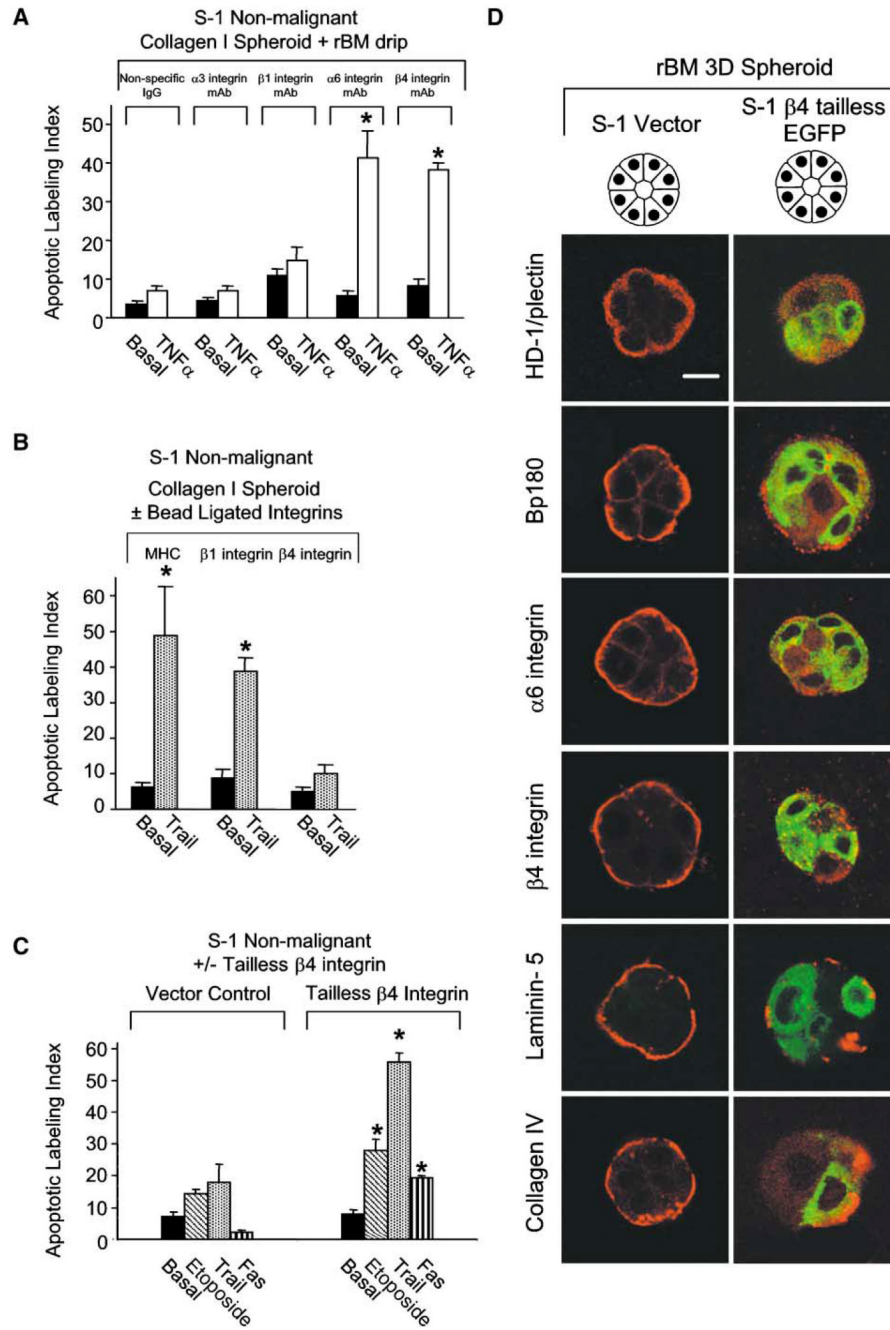 A
S-1 Non-malignant
Collagen I Spheroid + rBM drip
Non-specific IgG
α3 integrin mAb
β1 integrin mAb
α6 integrin mAb
β4 integrin mAb
Apoptotic Labeling Index
50
40
30
20
10
0
*
*
Basal
TNFα
Basal
TNFα
Basal
TNFα
Basal
TNFα
Basal
TNFα
B
S-1 Non-malignant
Collagen I Spheroid
± Bead Ligated Integrins
MHC β1 integrin β4 integrin
Apoptotic Labeling Index
60
50
40
30
20
10
0
*
*
Basal
Trail
Basal
Trail
Basal
Trail
C
S-1 Non-malignant
+/- Tailless β4 integrin
Vector Control
Tailless β4 Integrin
Apoptotic Labeling Index
60
50
40
30
20
10
0
*
*
*
Basal
Etoposide
Trail
Fas
Basal
Etoposide
Trail
Fas
D
rBM 3D Spheroid
S-1 Vector
S-1 β4 tailless
EGFP
HD-1/plectin
Bp180
α6 integrin
β4 integrin
Laminin- 5
Collagen IV